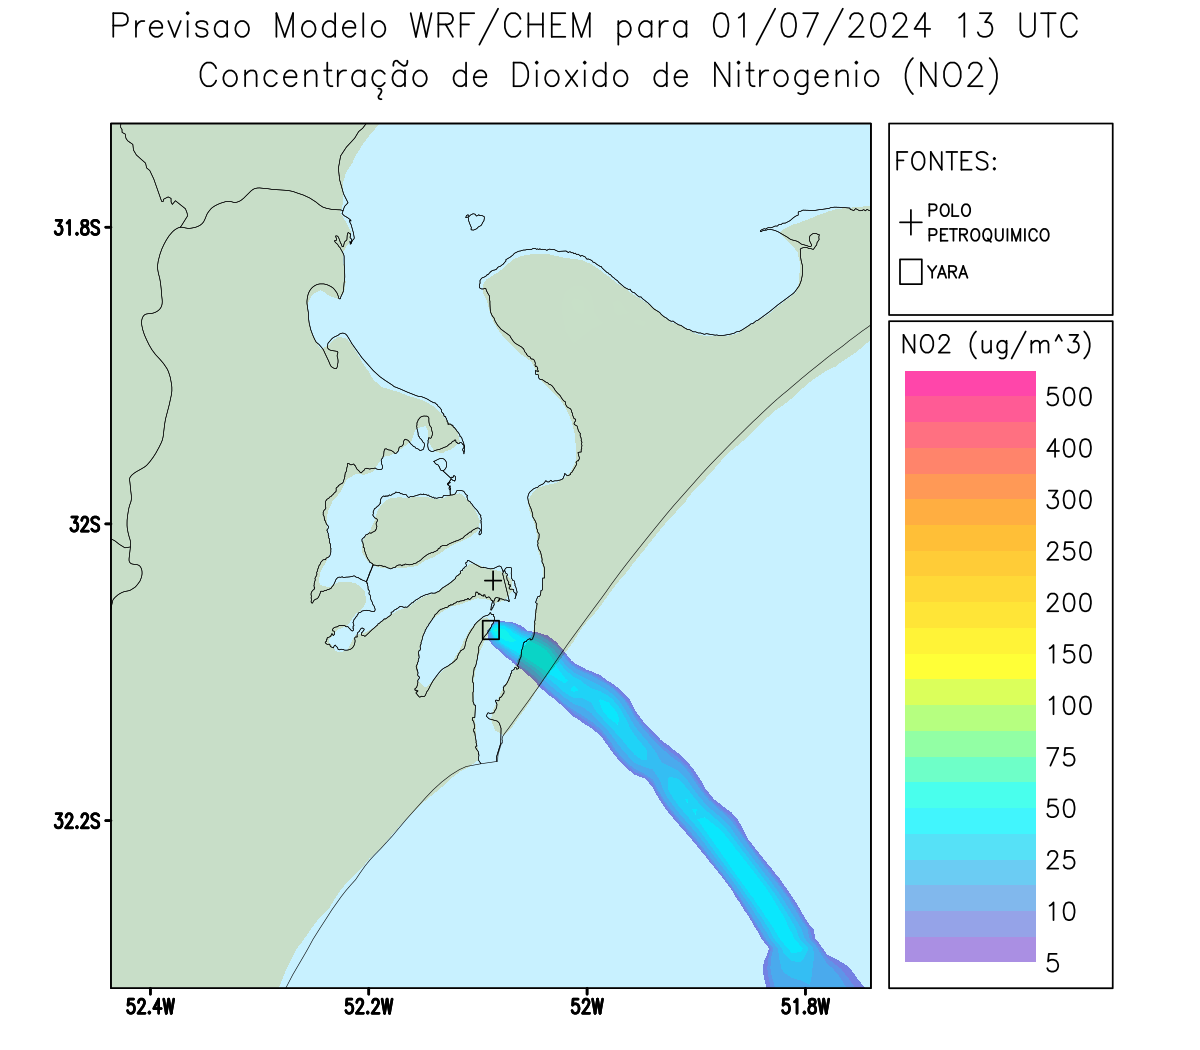 Previsao Modelo WRF/CHEM para 01/07/2024 13 UTC
Concentração de Dioxido de Nitrogenio (NO2)
FONTES:
POLO
PETROQUIMICO
YARA
31.8S
32S
32.2S
52.4W
52.2W
52W
51.8W
NO2 (ug/m^3)
500
400
300
250
200
150
100
75
50
25
10
5